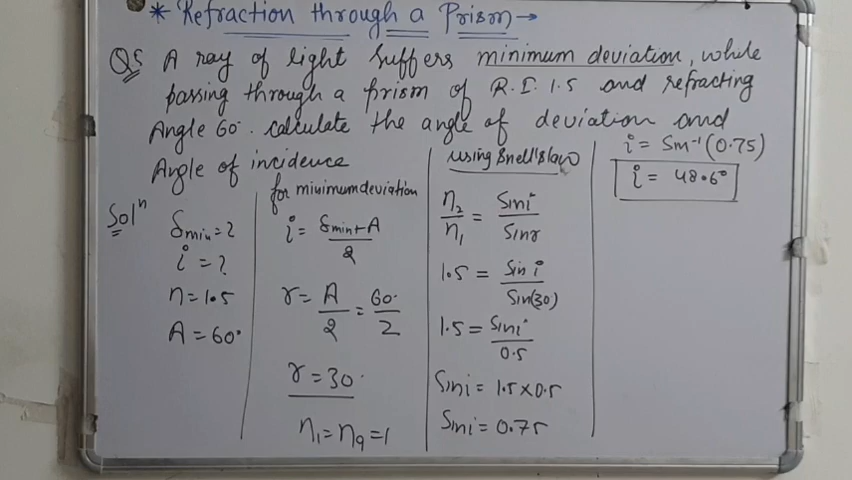 * Refraction through a Prism→
Q5 A ray of light suffers minimum deviation, while
passing through a prism of R.I. 1.5 and refracting
Angle 60°. calculate the angle of deviation and
Angle of incidence
Solⁿ
δmin = ?
i = ?
n = 1.5
A = 60°
for minimum deviation
i = δmin + A / 2
r = A / 2 = 60° / 2
r = 30°
n₁ = na = 1
using Snell's law
n₂ / n₁ = Sin i / Sin r
1.5 = Sin i / Sin(30)
1.5 = Sin i / 0.5
Sin i = 1.5 × 0.5
Sin i = 0.75
i = Sin⁻¹ (0.75)
i = 48.6°